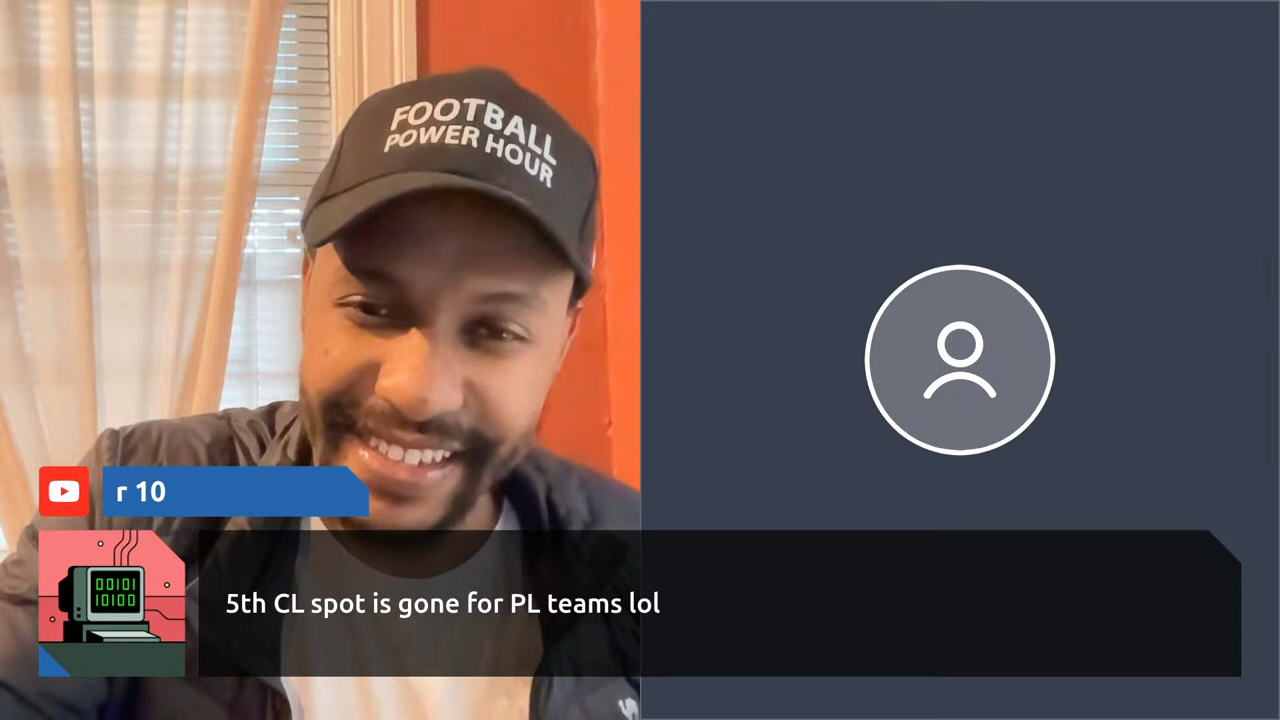 FOOTBALL
POWER HOUR
r 10
00101
10100
5th CL spot is gone for PL teams lol